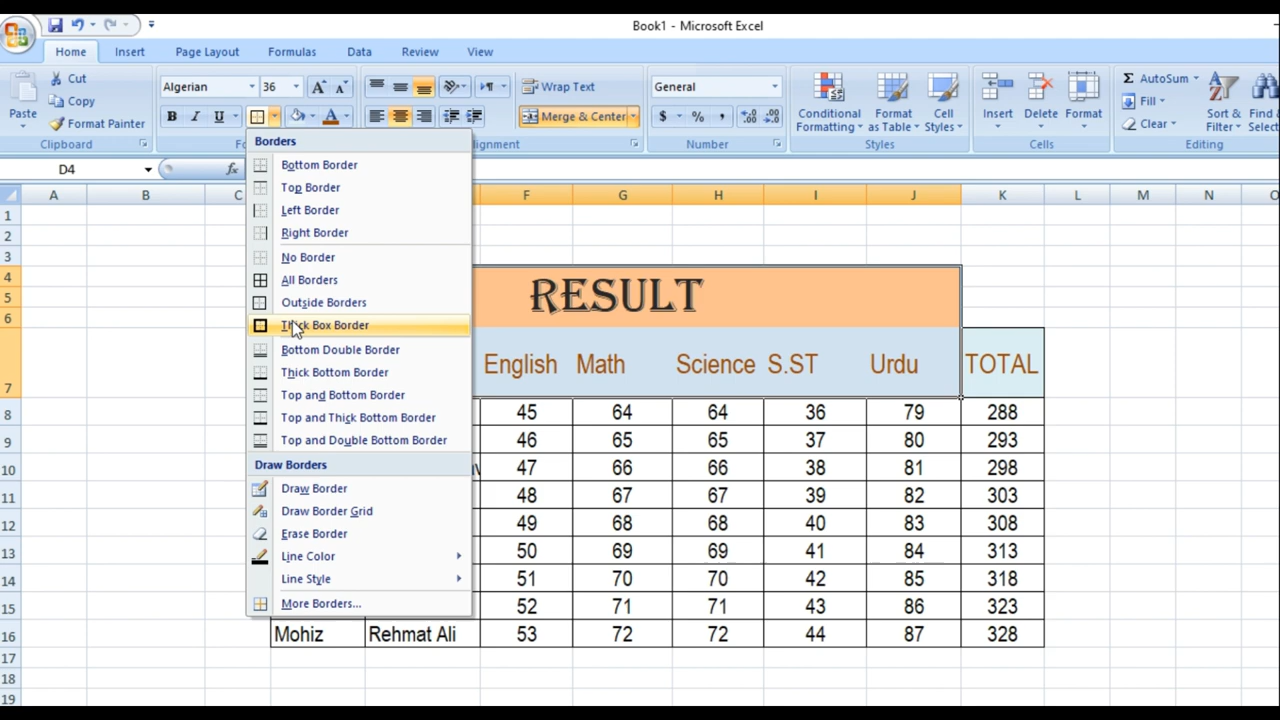 Book1 - Microsoft Excel
Home Insert Page Layout Formulas Data Review View
Cut
Copy
Format Painter
Paste
Clipboard
Algerian 36
B I U
Wrap Text
Merge & Center
lignment
General
$ % ,
Number
Conditional Formatting
Format as Table
Cell Styles
Styles
Insert Delete Format
Cells
Σ AutoSum
Fill
Clear
Sort & Filter
Find &
Editing
D4
fx
A B C F G H I J K L M N O
Borders
Bottom Border
Top Border
Left Border
Right Border
No Border
All Borders
Outside Borders
Thick Box Border
Bottom Double Border
Thick Bottom Border
Top and Bottom Border
Top and Thick Bottom Border
Top and Double Bottom Border
Draw Borders
Draw Border
Draw Border Grid
Erase Border
Line Color
Line Style
More Borders...
1
2
3
4
5 RESULT
6
7 English Math Science S.ST Urdu TOTAL
8 45 64 64 36 79 288
9 46 65 65 37 80 293
10 47 66 66 38 81 298
11 48 67 67 39 82 303
12 49 68 68 40 83 308
13 50 69 69 41 84 313
14 51 70 70 42 85 318
15 52 71 71 43 86 323
16 Mohiz Rehmat Ali 53 72 72 44 87 328
17
18
19